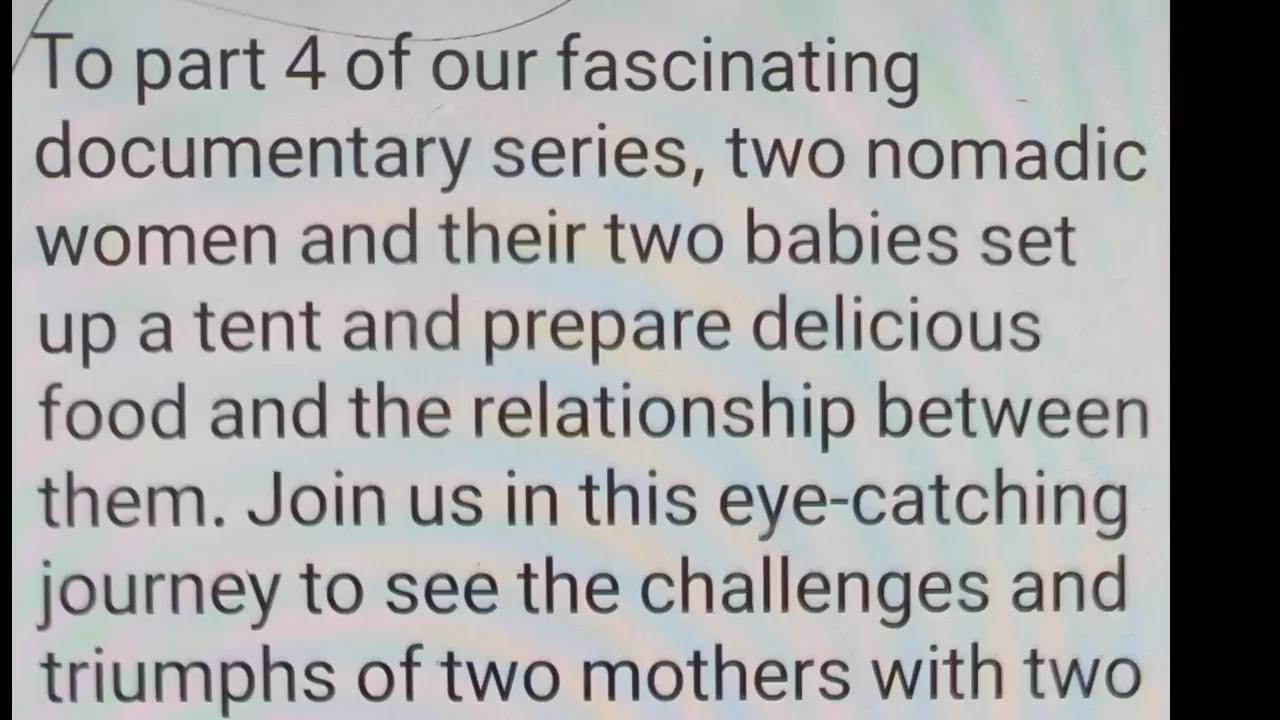 To part 4 of our fascinating
documentary series, two nomadic
women and their two babies set
up a tent and prepare delicious
food and the relationship between
them. Join us in this eye-catching
journey to see the challenges and
triumphs of two mothers with two